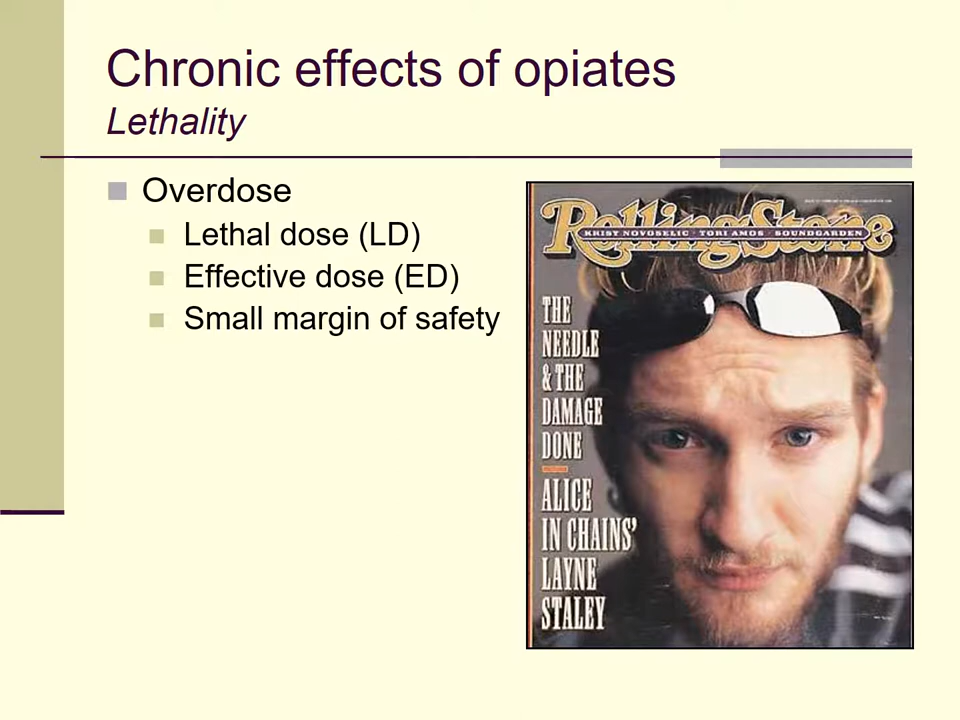 Chronic effects of opiates
Lethality
Overdose
Lethal dose (LD)
Effective dose (ED)
Small margin of safety
RollingStone
KRIST NOVOSELIC · TORI AMOS · SOUNDGARDEN
THE
NEEDLE
& THE
DAMAGE
DONE
ALICE
IN CHAINS'
LAYNE
STALEY